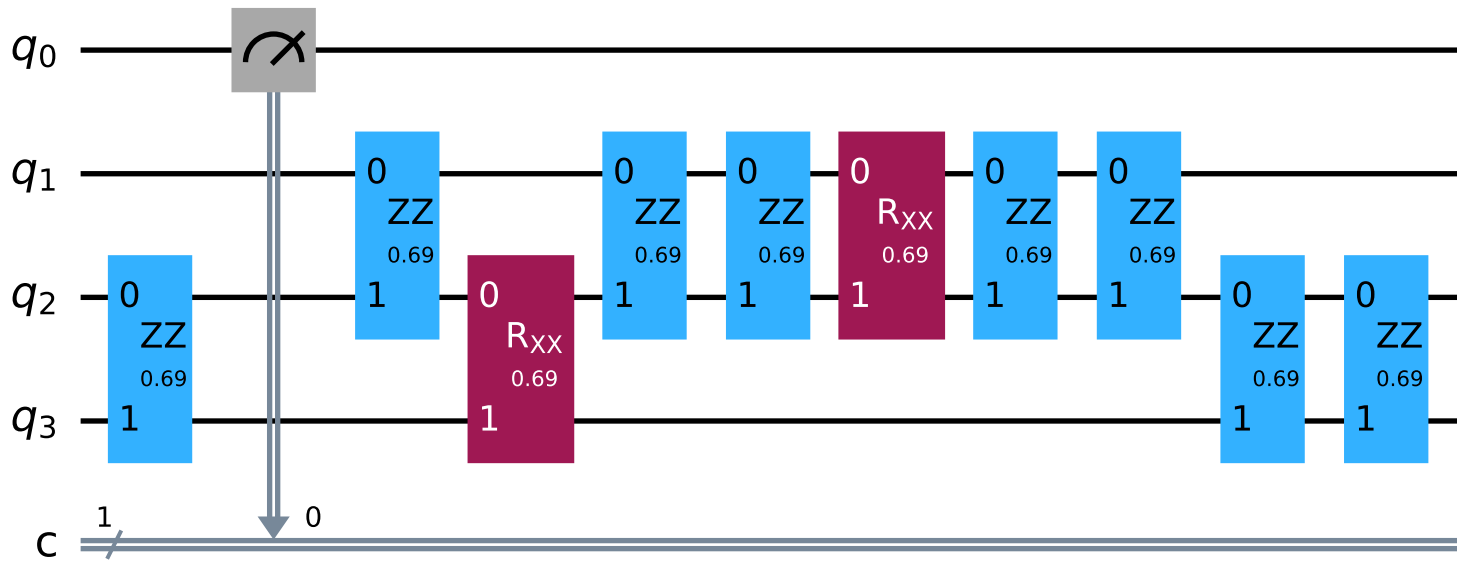 q0
q1 0 0 0 0 0 0
ZZ ZZ ZZ RXX ZZ ZZ
0.69 0.69 0.69 0.69 0.69 0.69
q2 0 1 0 1 1 1 1 1 0 0
ZZ RXX ZZ ZZ
0.69 0.69 0.69 0.69
q3 1 1 1 1
1 0
c